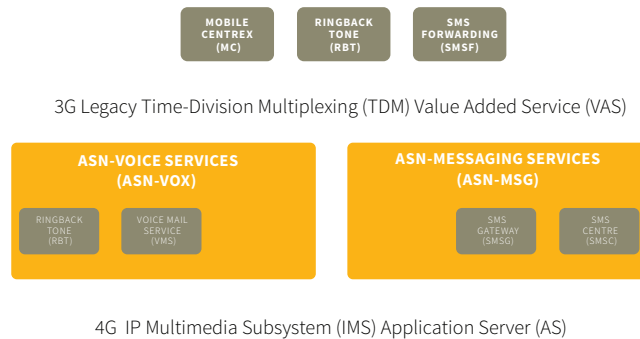 MOBILE
CENTREX
(MC)
RINGBACK
TONE
(RBT)
SMS
FORWARDING
(SMSF)
3G Legacy Time-Division Multiplexing (TDM) Value Added Service (VAS)
ASN-VOICE SERVICES
(ASN-VOX)
RINGBACK
TONE
(RBT)
VOICE MAIL
SERVICE
(VMS)
ASN-MESSAGING SERVICES
(ASN-MSG)
SMS
GATEWAY
(SMSG)
SMS
CENTRE
(SMSC)
4G IP Multimedia Subsystem (IMS) Application Server (AS)